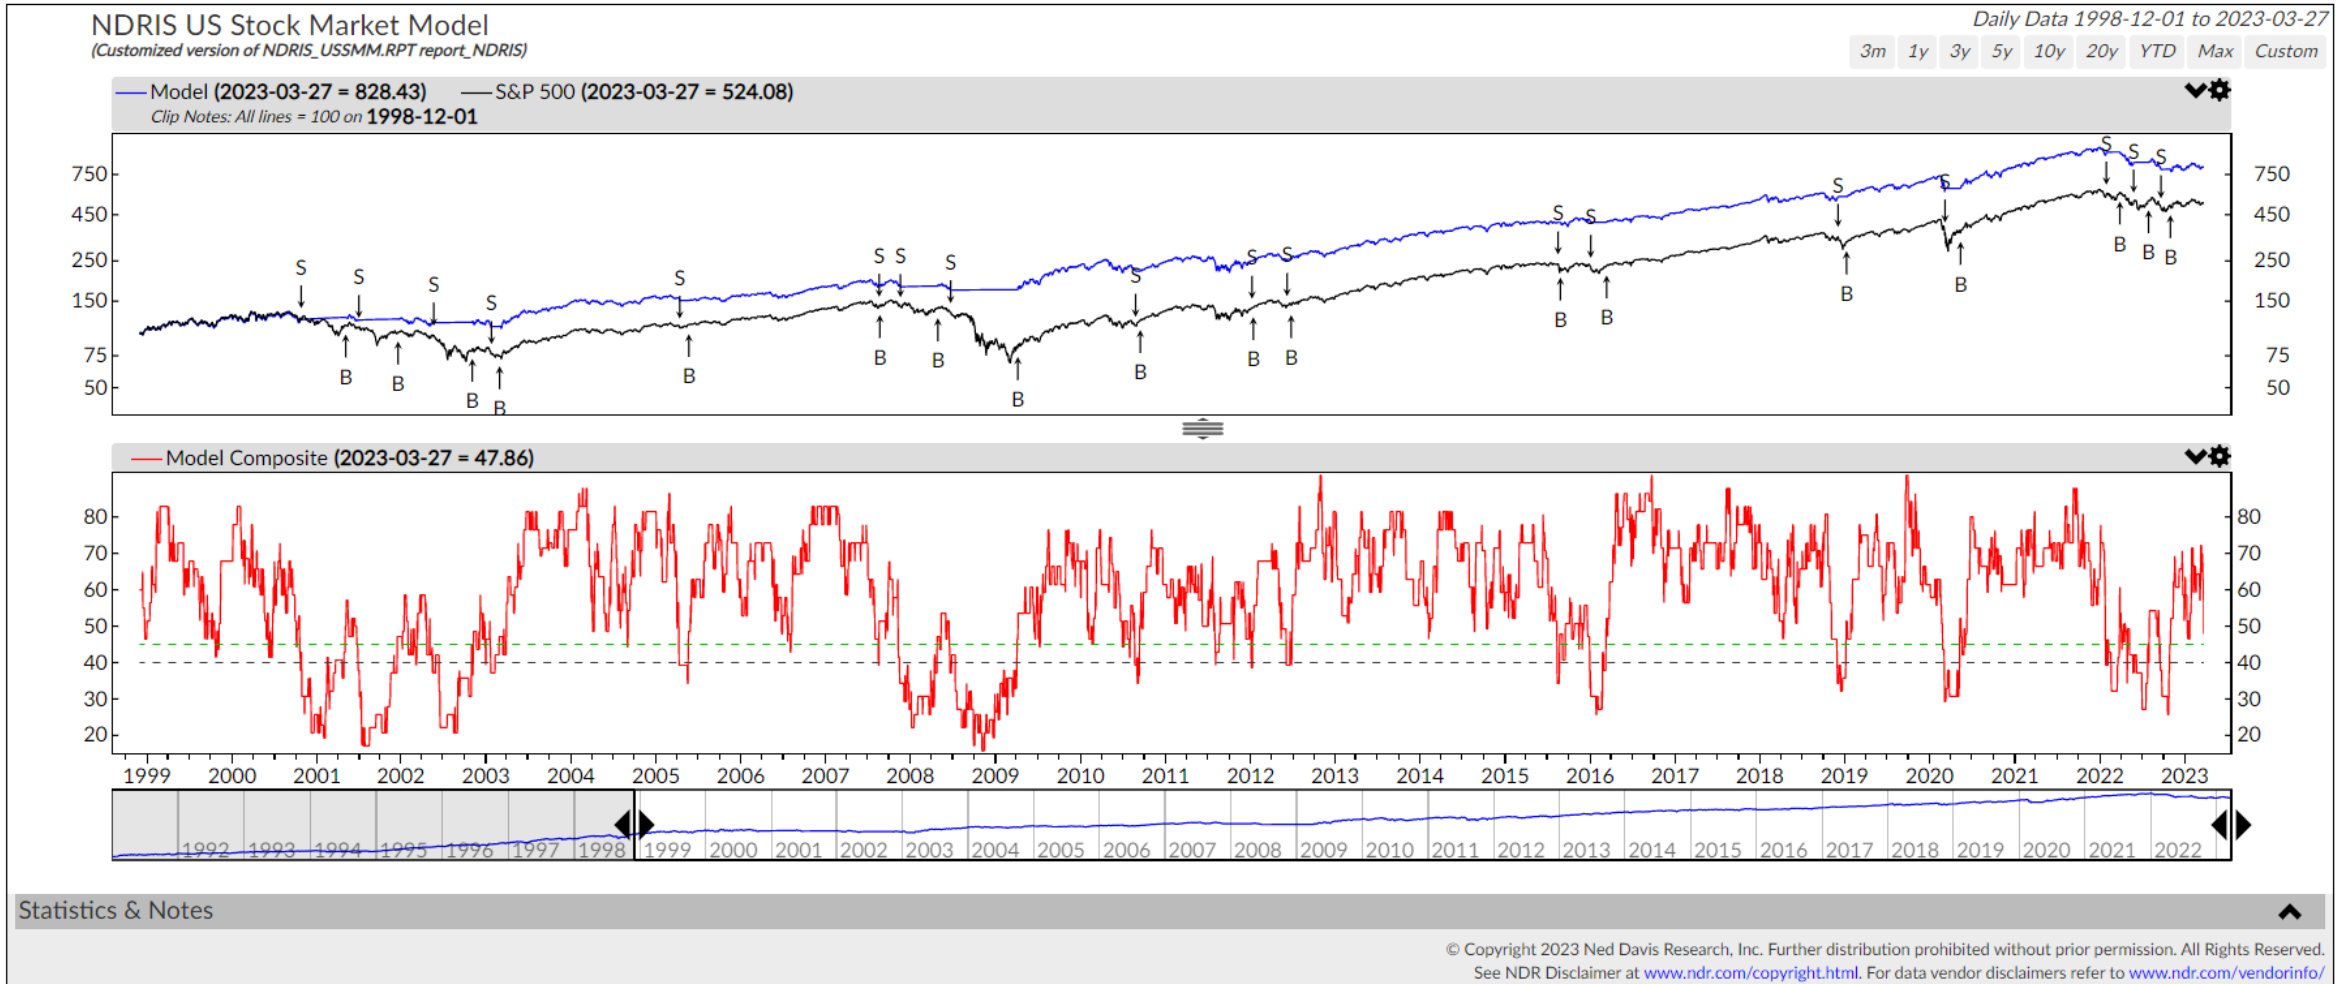 NDRIS US Stock Market Model
Daily Data 1998-12-01 to 2023-03-27
(Customized version of NDRIS_USSMM.RPT report_NDRIS)
3m 1y 3y 5y 10y 20y YTD Max Custom
Model (2023-03-27 = 828.43) S&P 500 (2023-03-27 = 524.08)
Clip Notes: All lines = 100 on 1998-12-01
750 750
450 450
250 250
150 150
75 75
50 50
S S S S S S S S S S S S S S S S S S
B B B B B B B B B B B B B B B B B B B
Model Composite (2023-03-27 = 47.86)
80 80
70 70
60 60
50 50
40 40
30 30
20 20
1999 2000 2001 2002 2003 2004 2005 2006 2007 2008 2009 2010 2011 2012 2013 2014 2015 2016 2017 2018 2019 2020 2021 2022 2023
1992 1993 1994 1995 1996 1997 1998 1999 2000 2001 2002 2003 2004 2005 2006 2007 2008 2009 2010 2011 2012 2013 2014 2015 2016 2017 2018 2019 2020 2021 2022
Statistics & Notes
© Copyright 2023 Ned Davis Research, Inc. Further distribution prohibited without prior permission. All Rights Reserved.
See NDR Disclaimer at www.ndr.com/copyright.html. For data vendor disclaimers refer to www.ndr.com/vendorinfo/